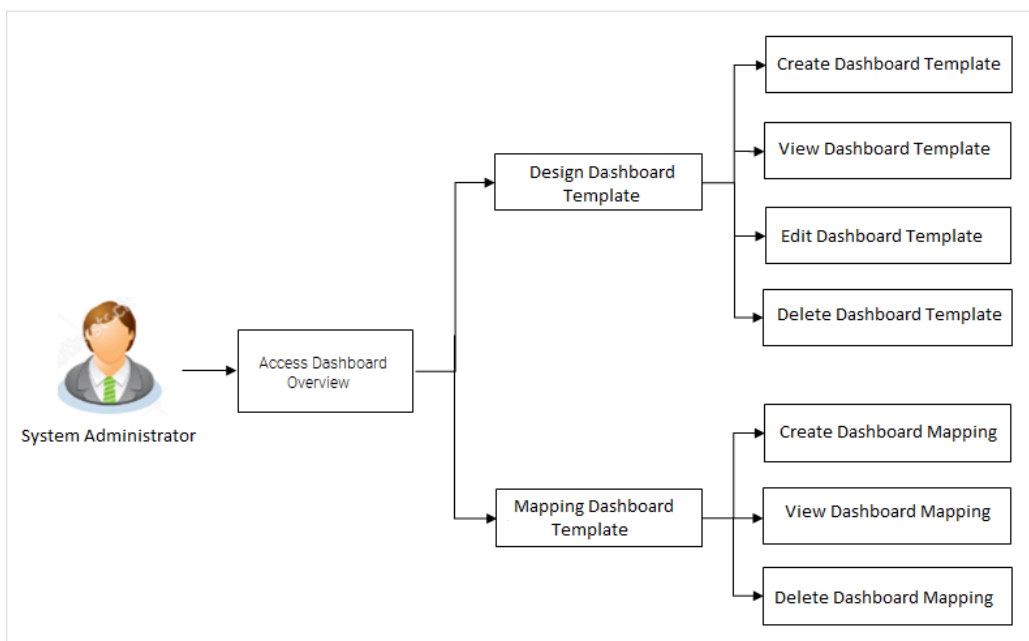 Create Dashboard Template
View Dashboard Template
Design Dashboard
Template
Edit Dashboard Template
Delete Dashboard Template
Access Dashboard
Overview
System Administrator
Create Dashboard Mapping
Mapping Dashboard
Template
View Dashboard Mapping
Delete Dashboard Mapping